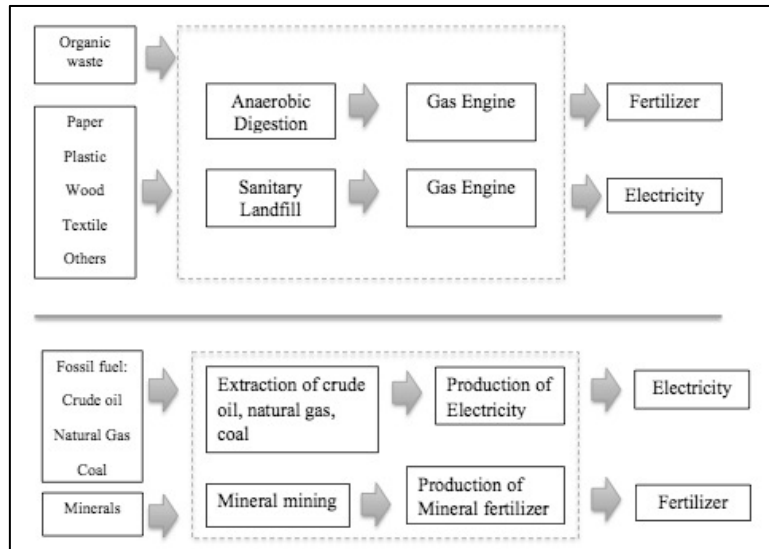 Organic
waste
Paper
Plastic
Wood
Textile
Others
Anaerobic
Digestion
Gas Engine
Fertilizer
Sanitary
Landfill
Gas Engine
Electricity
Fossil fuel:
Crude oil
Natural Gas
Coal
Minerals
Extraction of crude
oil, natural gas,
coal
Production of
Electricity
Electricity
Mineral mining
Production of
Mineral fertilizer
Fertilizer